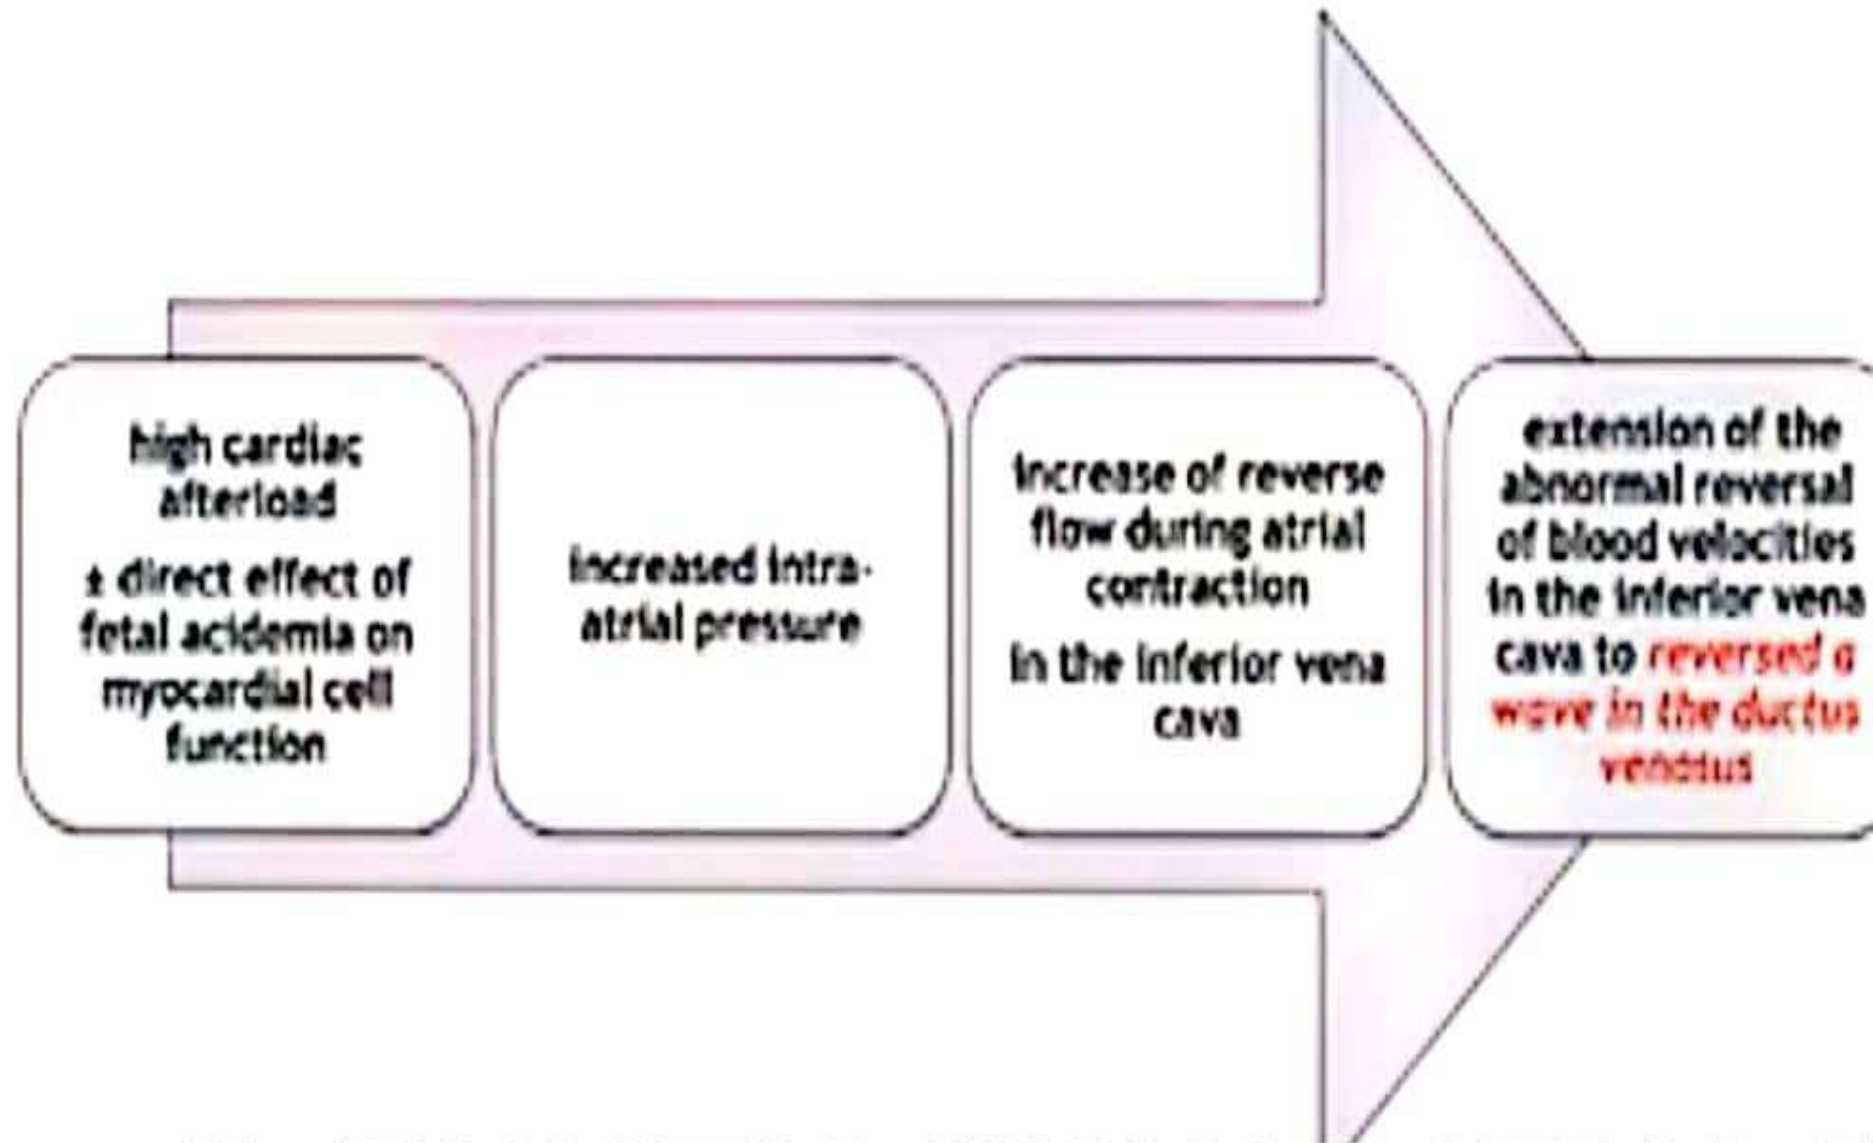 high cardiac
afterload
± direct effect of
fetal acidemia on
myocardial cell
function
increased intra-
atrial pressure
increase of reverse
flow during atrial
contraction
in the inferior vena
cava
extension of the
abnormal reversal
of blood velocities
in the inferior vena
cava to reversed a
wave in the ductus
venosus